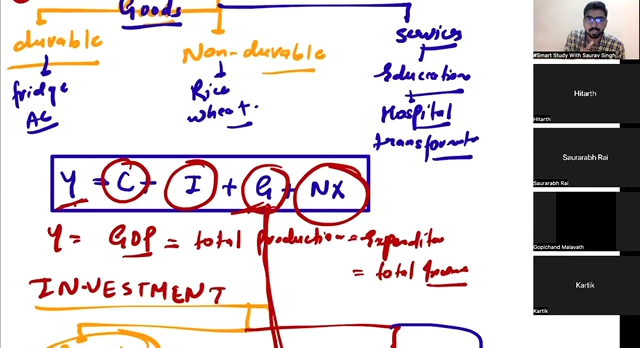 Goods
durable
Non-durable
services
fridge
AC
Rice
wheat.
Education
Hospital
Y = C + I + G + NX
Y = GDP = total production = Expenditure
= total Income
INVESTMENT
#Smart Study With Saurav Singh
Hitarth
Hitarth
Saurarabh Rai
Saurarabh Rai
Gopichand Malavath
Kartik
Kartik